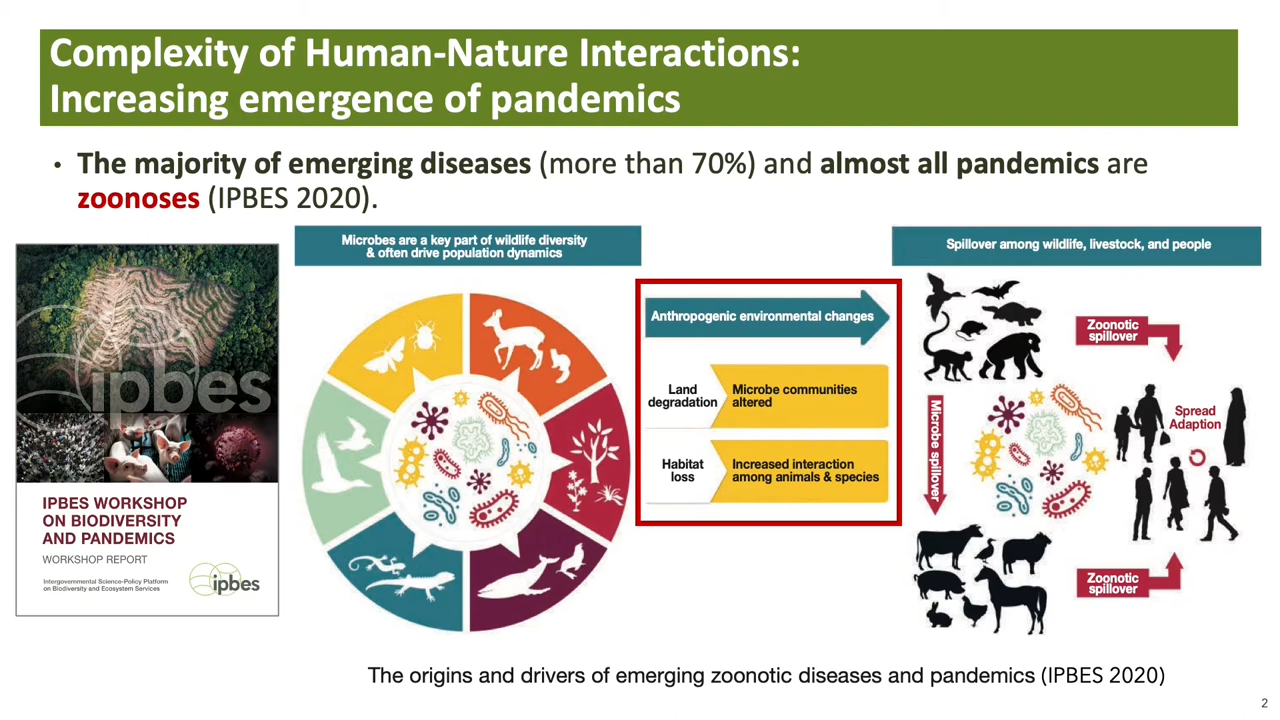 Complexity of Human-Nature Interactions:
Increasing emergence of pandemics
• The majority of emerging diseases (more than 70%) and almost all pandemics are
zoonoses (IPBES 2020).
ipbes
IPBES WORKSHOP
ON BIODIVERSITY
AND PANDEMICS
WORKSHOP REPORT
Intergovernmental Science-Policy Platform
on Biodiversity and Ecosystem Services
ipbes
Microbes are a key part of wildlife diversity
& often drive population dynamics
Anthropogenic environmental changes
Land
degradation
Microbe communities
altered
Habitat
loss
Increased interaction
among animals & species
Spillover among wildlife, livestock, and people
Zoonotic
spillover
Microbe spillover
Spread
Adaption
Zoonotic
spillover
The origins and drivers of emerging zoonotic diseases and pandemics (IPBES 2020)
2